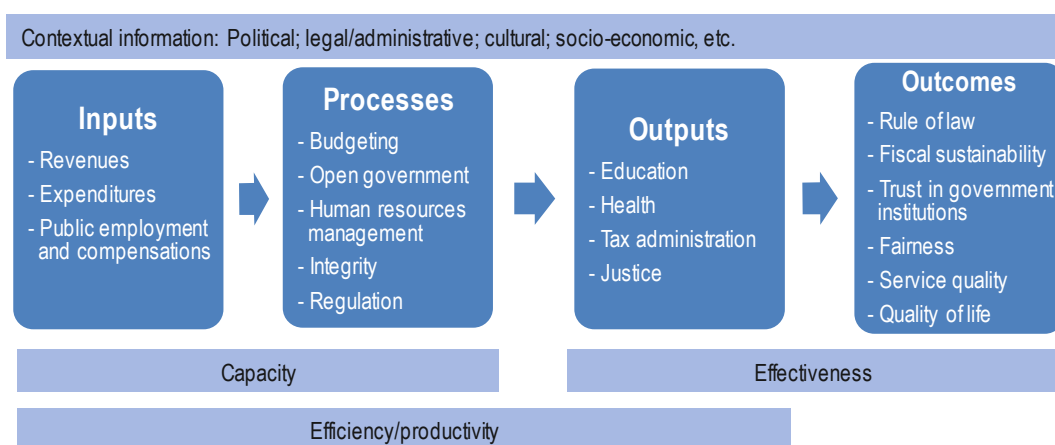 Contextual information: Political; legal/administrative; cultural; socio-economic, etc.
Inputs
- Revenues
- Expenditures
- Public employment
and compensations
Processes
- Budgeting
- Open government
- Human resources
management
- Integrity
- Regulation
Outputs
- Education
- Health
- Tax administration
- Justice
Outcomes
- Rule of law
- Fiscal sustainability
- Trust in government
institutions
- Fairness
- Service quality
- Quality of life
Capacity
Effectiveness
Efficiency/productivity